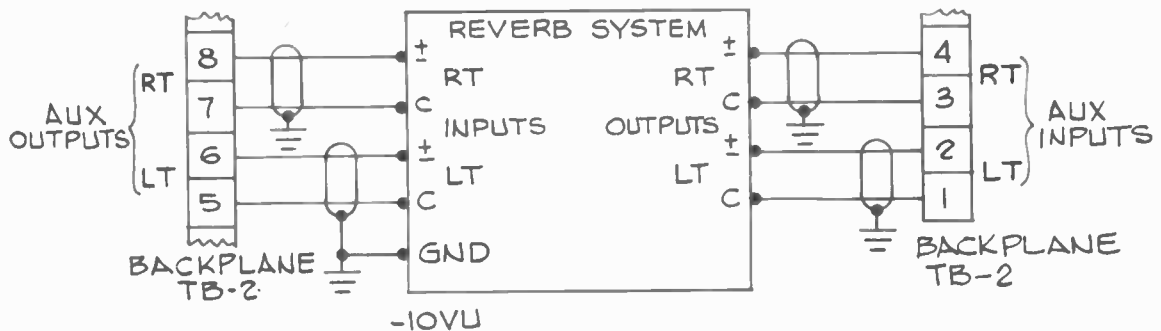 8
7
6
5
RT
LT
AUX
OUTPUTS
BACKPLANE
TB-2.
REVERB SYSTEM
±
RT
C
INPUTS
±
LT
C
GND
±
RT
C
OUTPUTS
±
LT
C
-10VU
4
3
2
1
RT
LT
AUX
INPUTS
BACKPLANE
TB-2